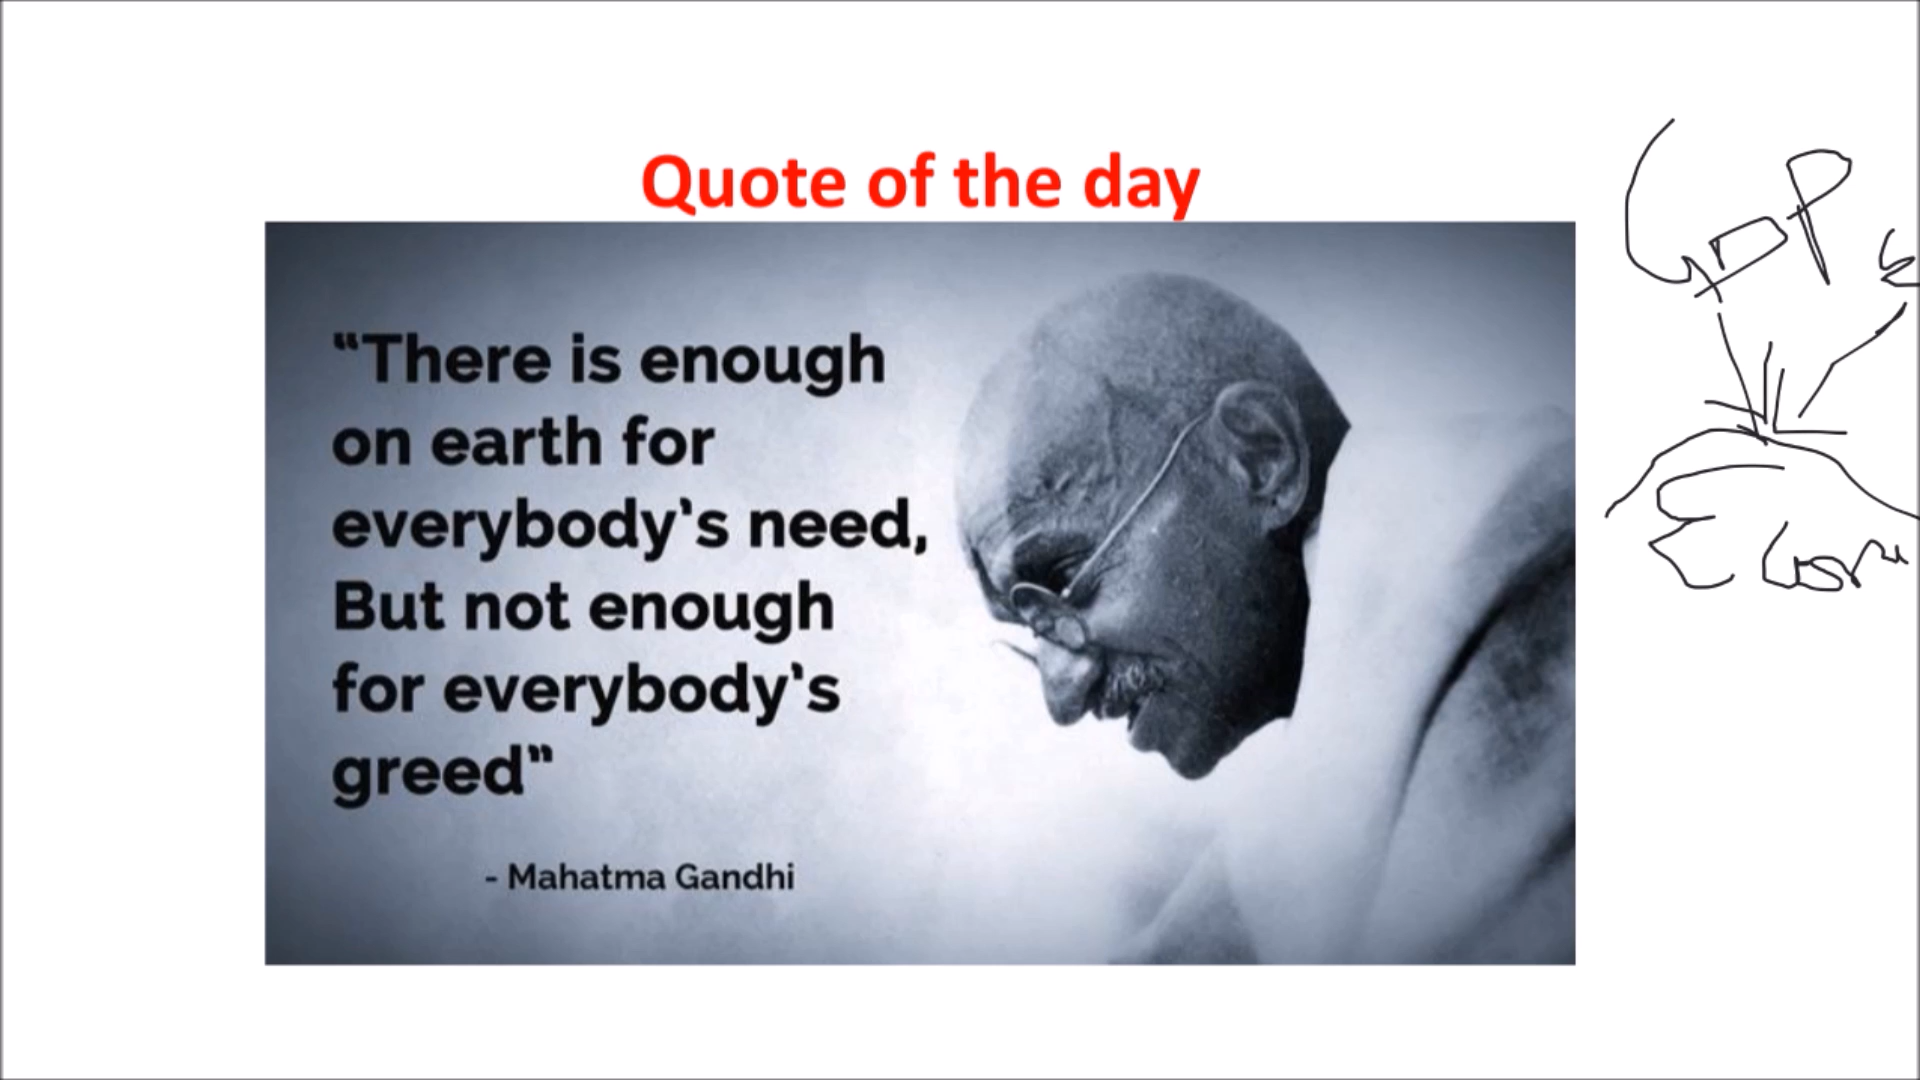 Quote of the day
“There is enough
on earth for
everybody’s need,
But not enough
for everybody’s
greed”
- Mahatma Gandhi
GDP